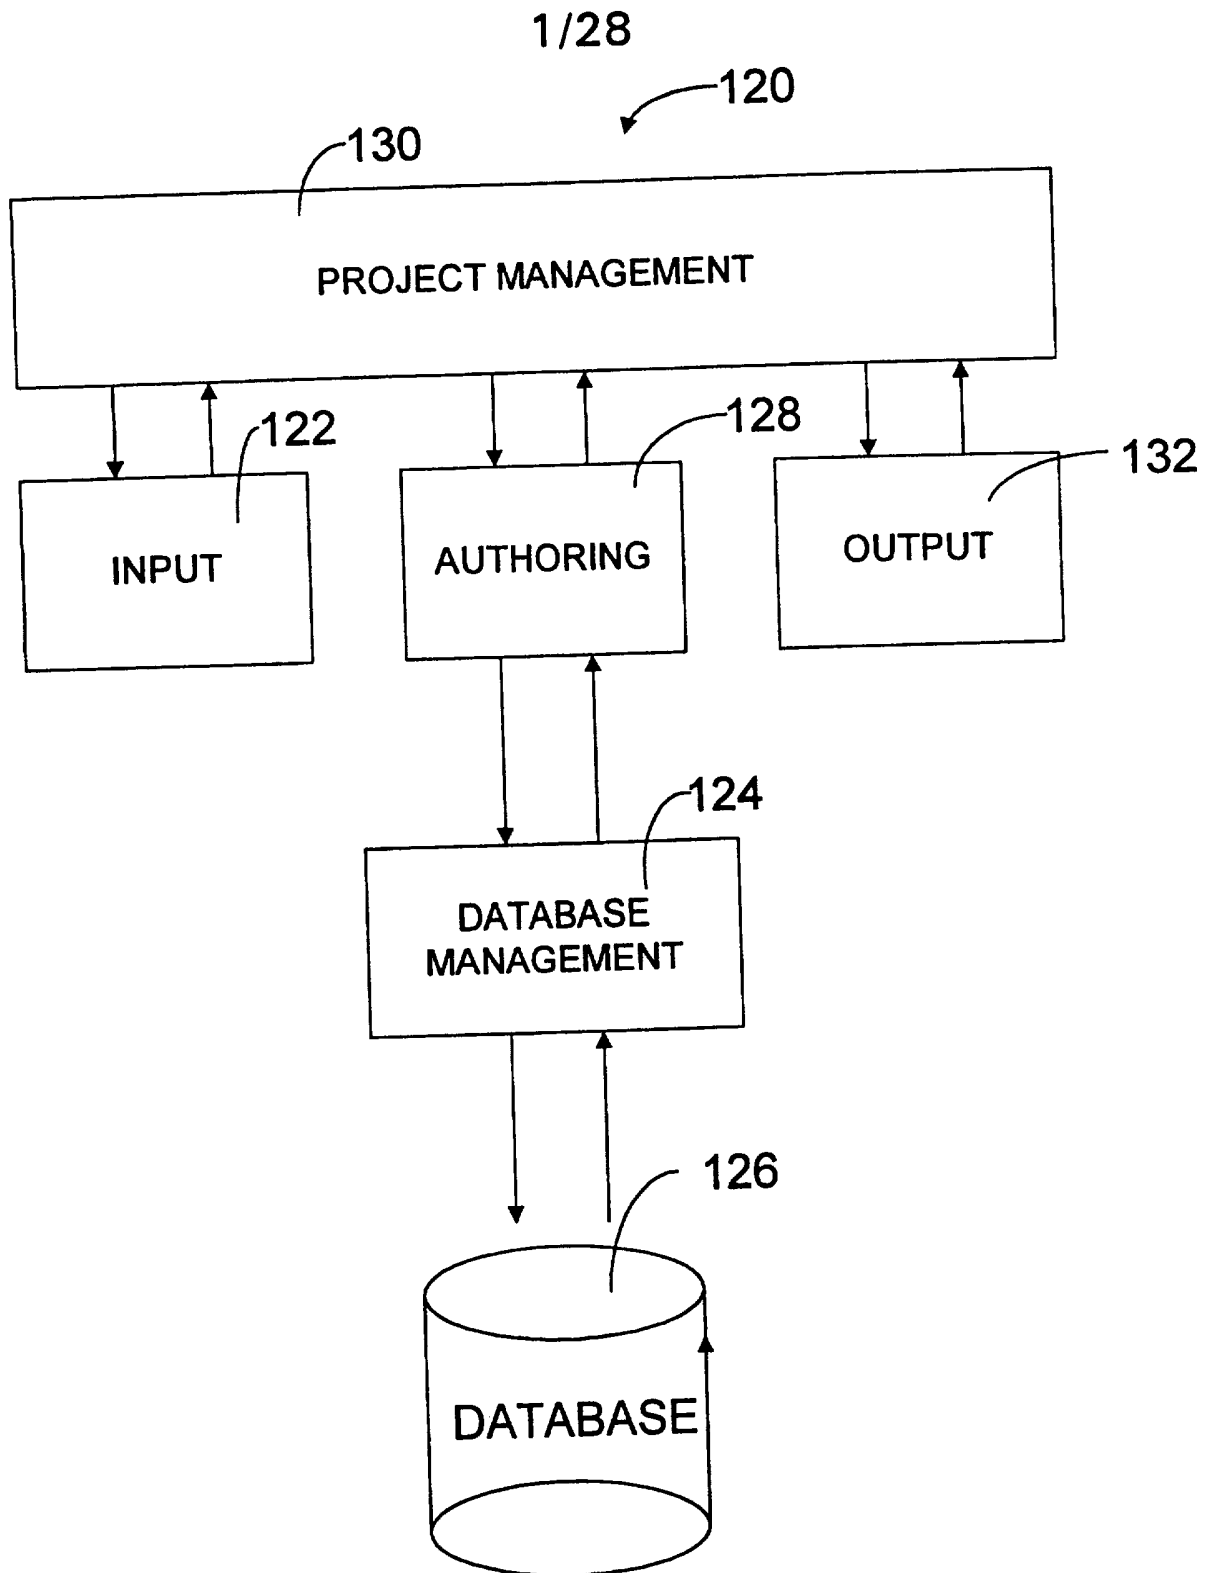 1/28
120
130
PROJECT MANAGEMENT
122
128
132
INPUT
AUTHORING
OUTPUT
124
DATABASE
MANAGEMENT
126
DATABASE